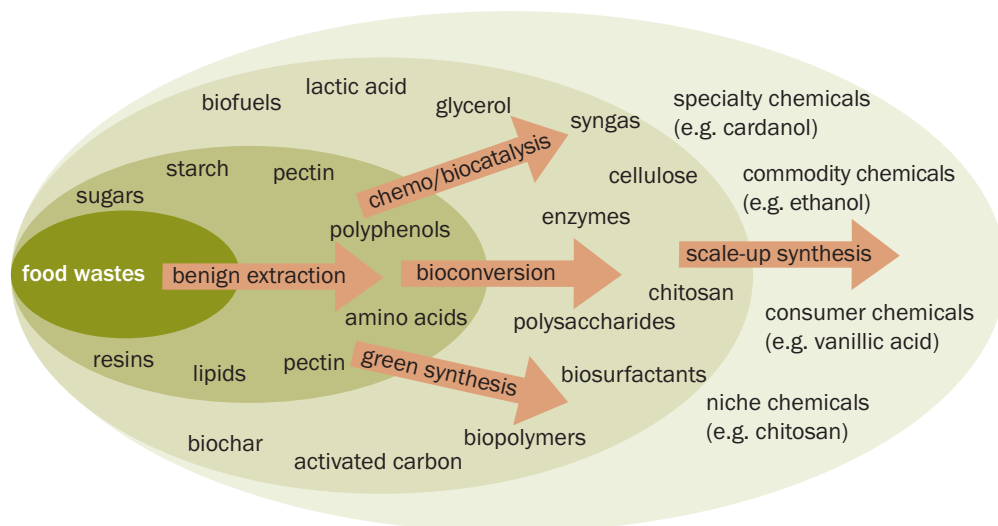 lactic acid
biofuels
glycerol
syngas
specialty chemicals
(e.g. cardanol)
starch
pectin
chemo/biocatalysis
cellulose
commodity chemicals
(e.g. ethanol)
sugars
polyphenols
enzymes
food wastes
benign extraction
bioconversion
scale-up synthesis
chitosan
amino acids
polysaccharides
consumer chemicals
(e.g. vanillic acid)
resins
lipids
pectin
green synthesis
biosurfactants
niche chemicals
(e.g. chitosan)
biochar
activated carbon
biopolymers